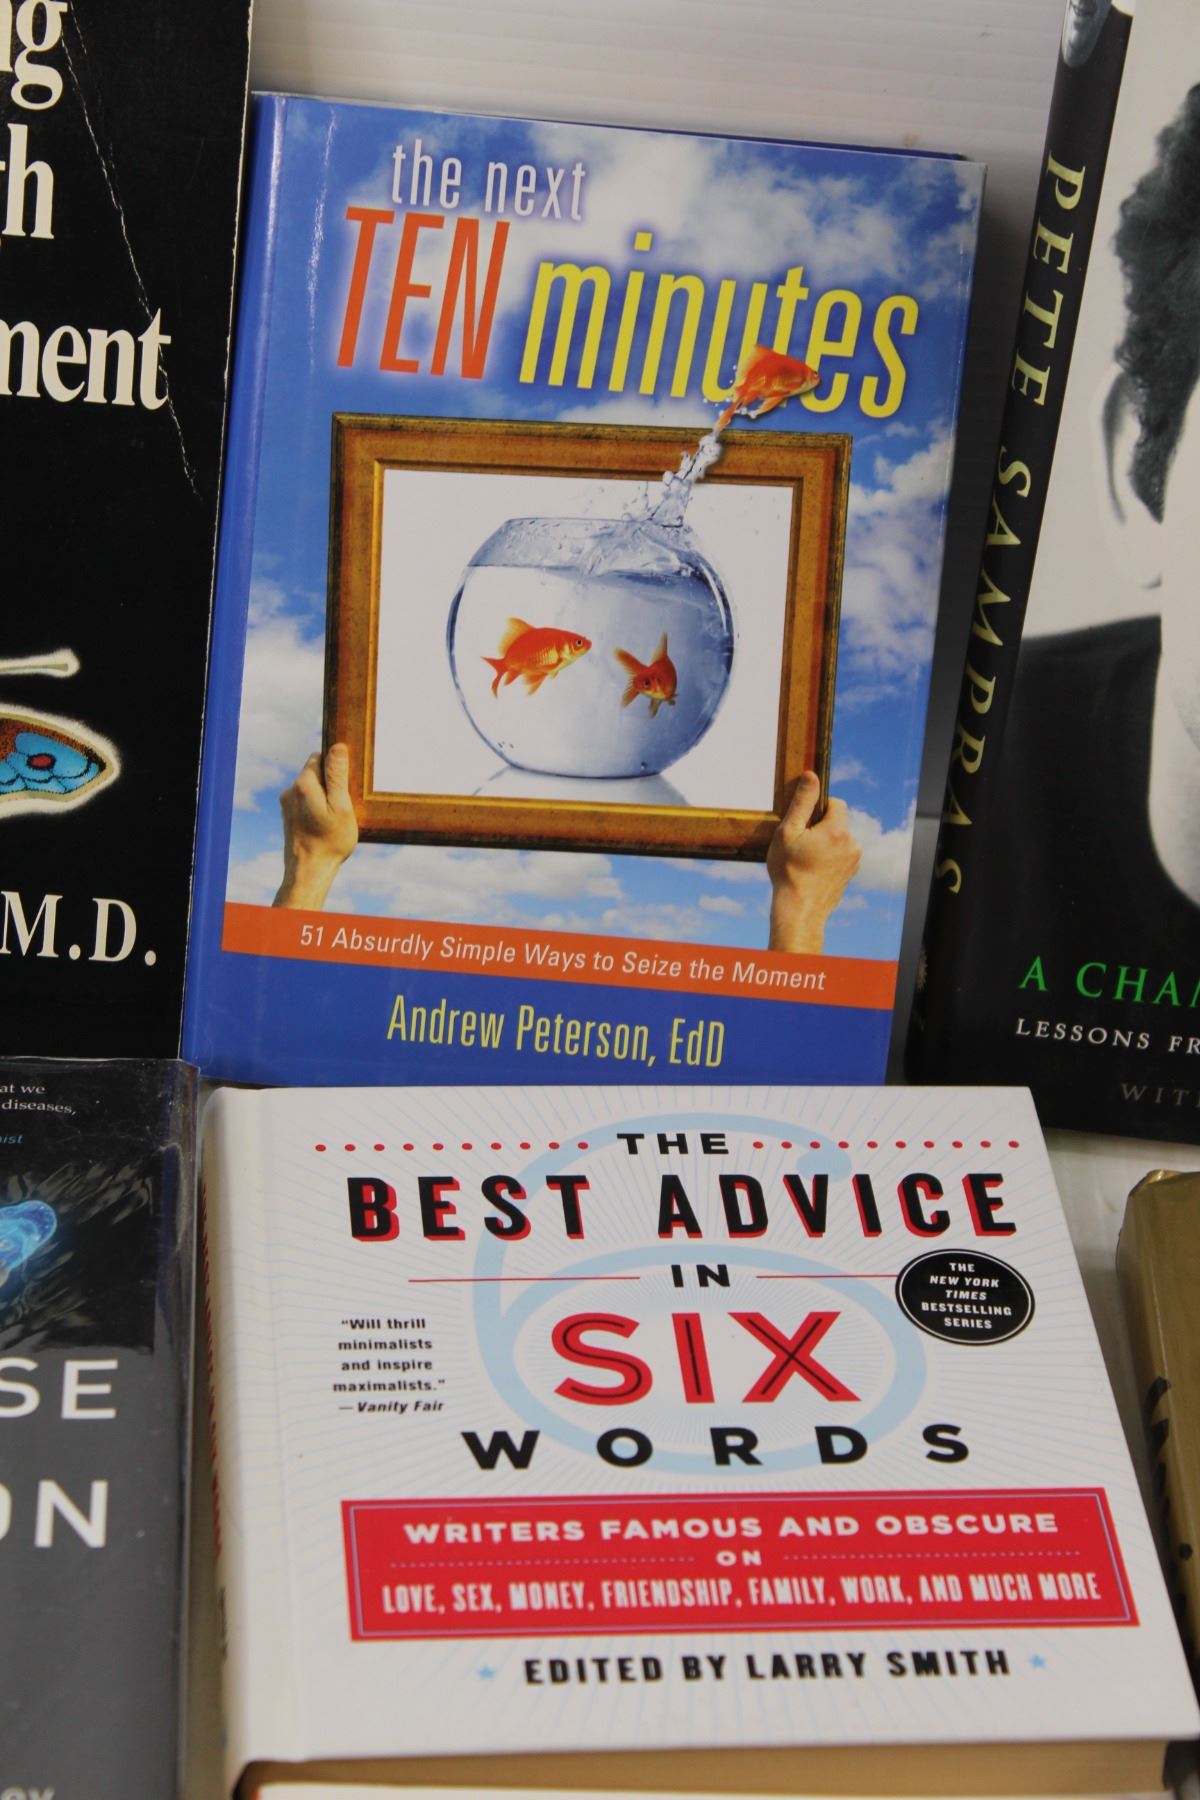 ment
M.D.
the next
TEN minutes
51 Absurdly Simple Ways to Seize the Moment
Andrew Peterson, EdD
PETE SAMPRAS
A CHA
LESSONS FR
WIT
at we
diseases,
SE
ON
THE
BEST ADVICE
IN
SIX
WORDS
THE
NEW YORK
TIMES
BESTSELLING
SERIES
"Will thrill
minimalists
and inspire
maximalists."
—Vanity Fair
WRITERS FAMOUS AND OBSCURE
ON
LOVE, SEX, MONEY, FRIENDSHIP, FAMILY, WORK, AND MUCH MORE
EDITED BY LARRY SMITH